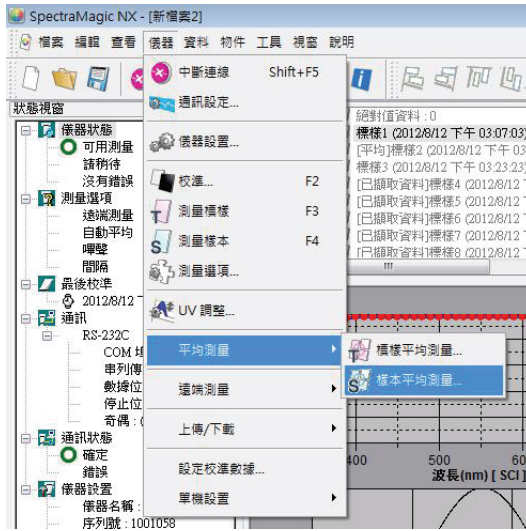 SpectraMagic NX - [新檔案2]
檔案 編輯 查看 儀器 資料 物件 工具 視窗 說明
中斷連線 Shift+F5
通訊設定...
儀器設置...
校準... F2
測量標樣 F3
測量樣本 F4
測量選項...
UV 調整...
平均測量
遠端測量
上傳/下載
設定校準數據...
單機設置
標樣平均測量...
樣本平均測量...
狀態視窗
儀器狀態
可用測量
請稍待
沒有錯誤
測量選項
遠端測量
自動平均
嗶聲
間隔
最後校準
2012/8/12
通訊
RS-232C
COM
串列傳
數據位
停止位
奇偶 :
通訊狀態
確定
錯誤
儀器設置
儀器名稱 :
序列號 : 1001058
絕對值資料 : 0
標樣1 (2012/8/12 下午 03:07:03)
[平均]標樣2 (2012/8/12 下午 03
標樣3 (2012/8/12 下午 03:23:23)
[已擷取資料]標樣4 (2012/8/12
[已擷取資料]標樣5 (2012/8/12
[已擷取資料]標樣6 (2012/8/12
[已擷取資料]標樣7 (2012/8/12
[已擷取資料]標樣8 (2012/8/12
400 500 60
波長(nm) [ SCI ]